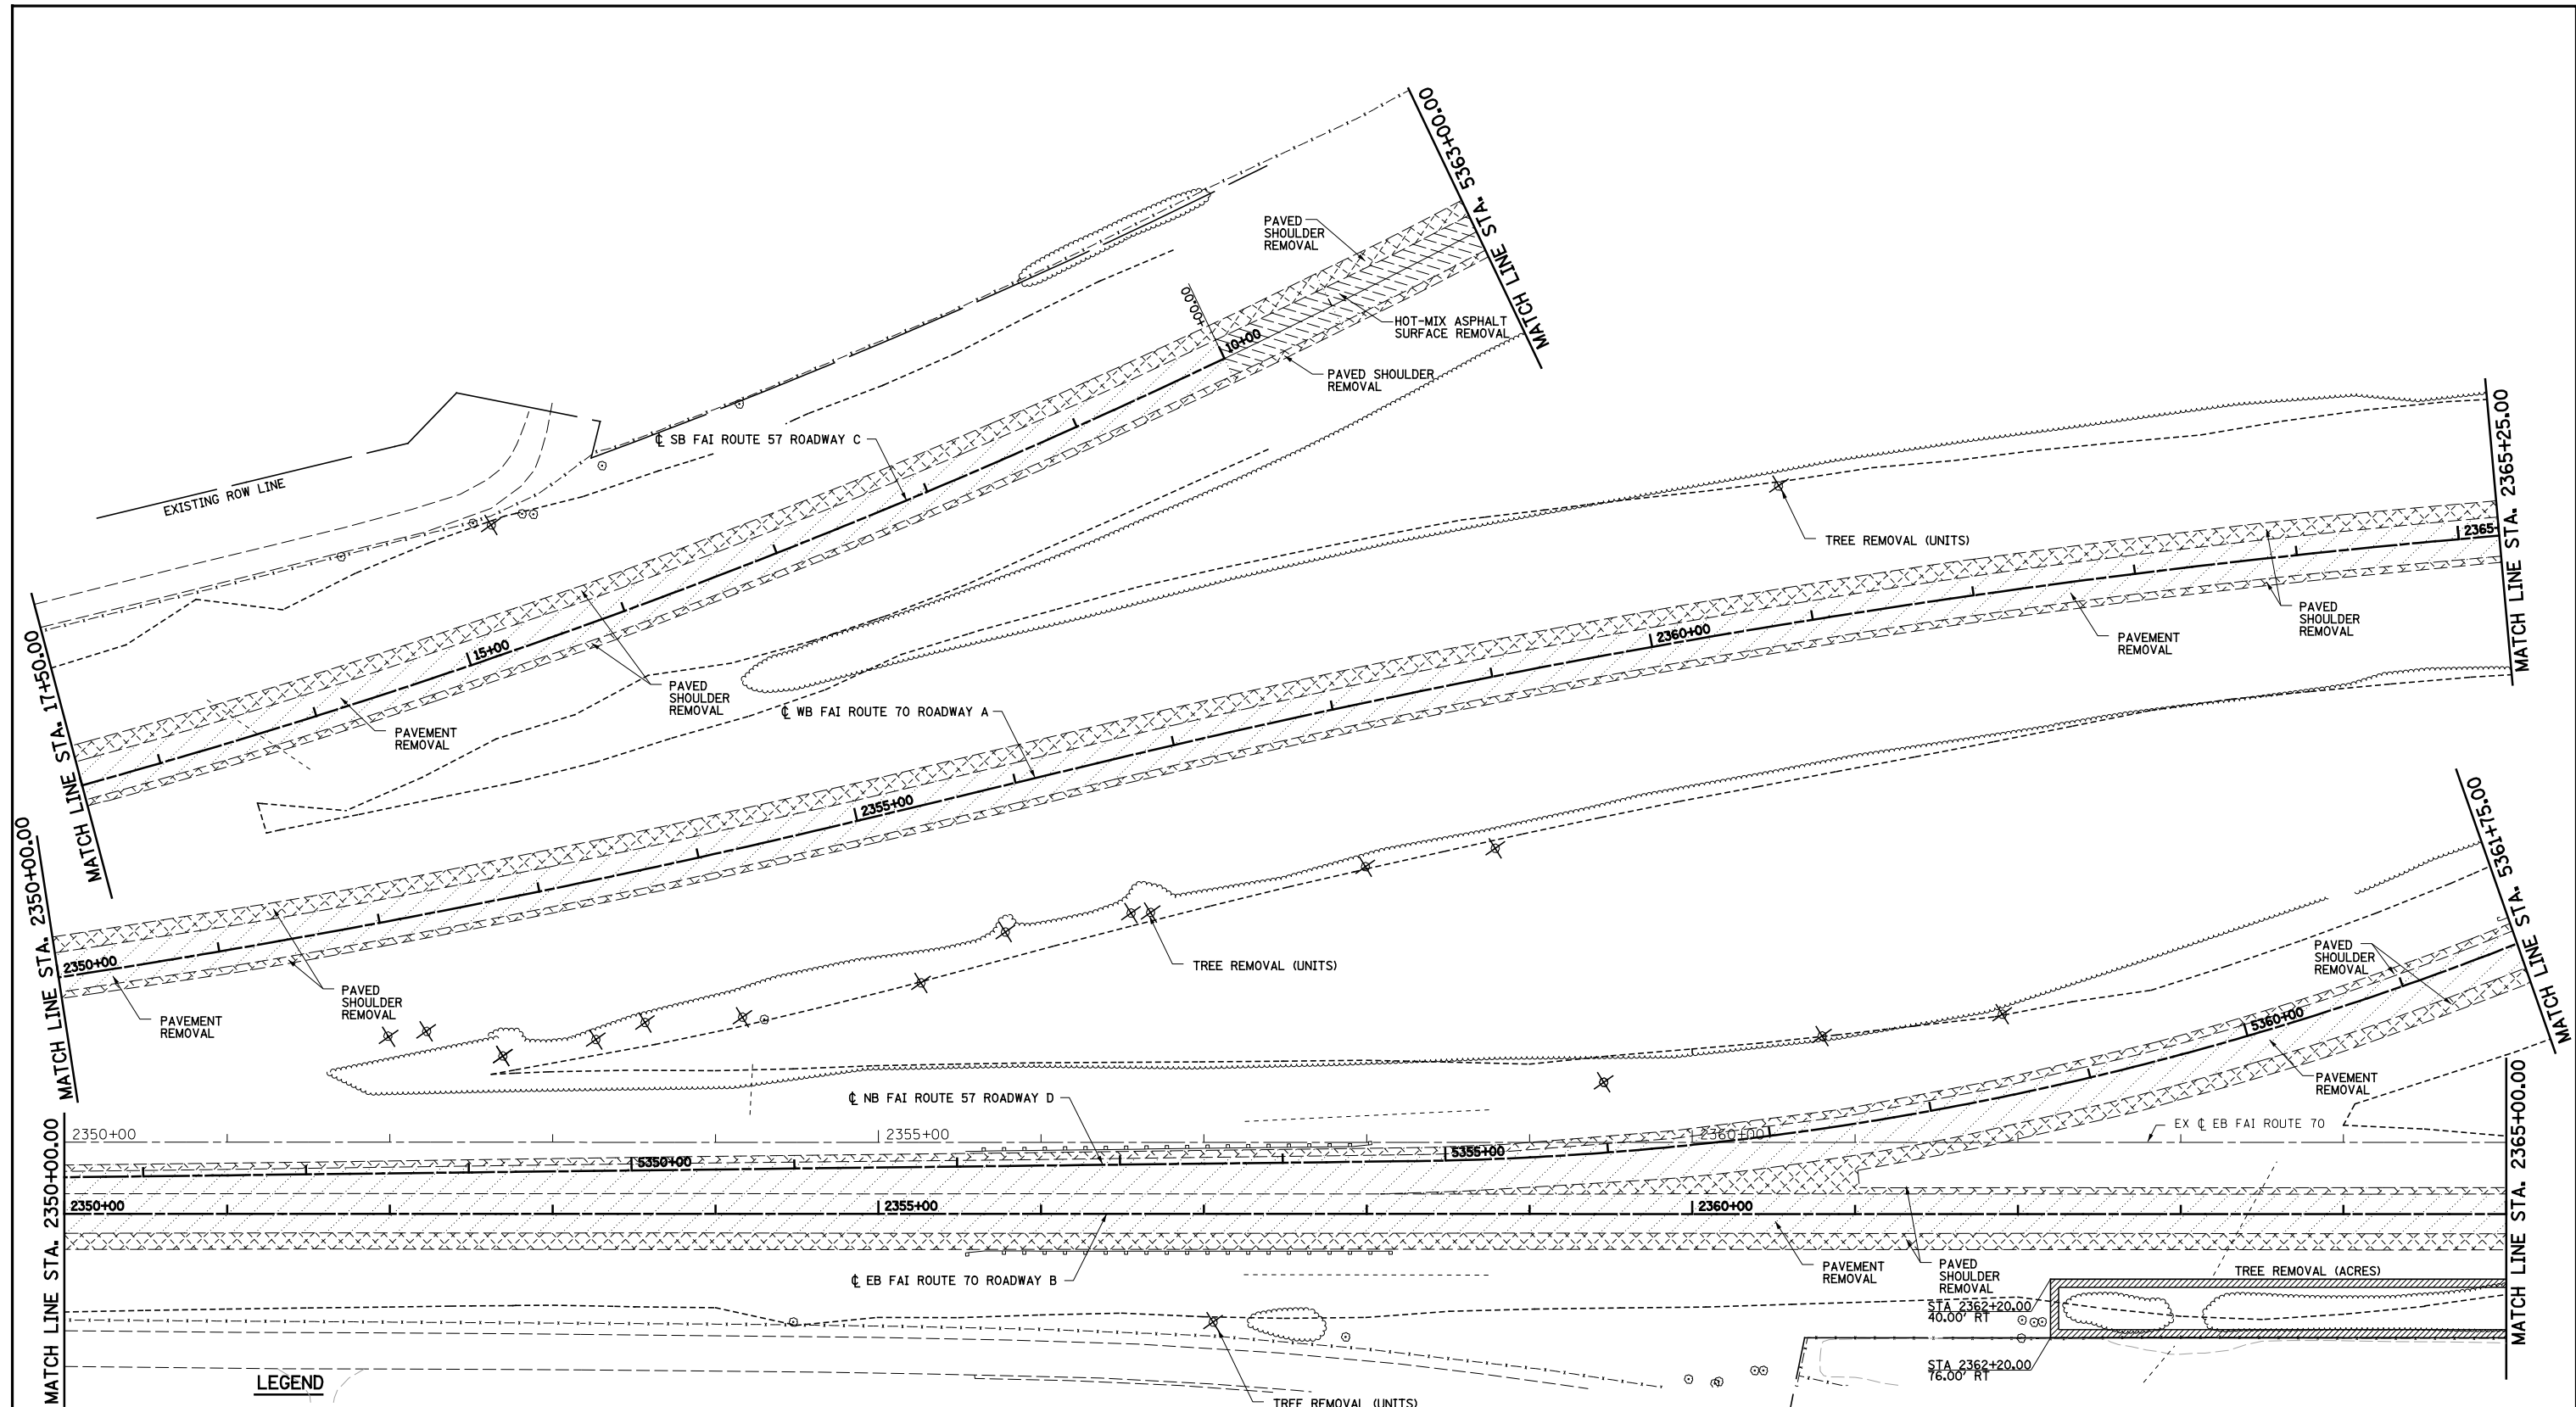 MATCH LINE STA. 5363+00.00
PAVED
SHOULDER
REMOVAL
+00.00
10+00
HOT-MIX ASPHALT
SURFACE REMOVAL
PAVED SHOULDER
REMOVAL
℄ SB FAI ROUTE 57 ROADWAY C
EXISTING ROW LINE
MATCH LINE STA. 2365+25.00
TREE REMOVAL (UNITS)
2365+
MATCH LINE STA. 17+50.00
15+00
2360+00
PAVED
SHOULDER
REMOVAL
PAVEMENT
REMOVAL
PAVED
SHOULDER
REMOVAL
℄ WB FAI ROUTE 70 ROADWAY A
PAVEMENT
REMOVAL
2355+00
MATCH LINE STA. 2350+00.00
2350+00
MATCH LINE STA. 5361+75.00
TREE REMOVAL (UNITS)
PAVED
SHOULDER
REMOVAL
PAVED
SHOULDER
REMOVAL
PAVEMENT
REMOVAL
5360+00
PAVEMENT
REMOVAL
℄ NB FAI ROUTE 57 ROADWAY D
MATCH LINE STA. 2350+00.00
2350+00
2355+00
2360+00
EX ℄ EB FAI ROUTE 70
MATCH LINE STA. 2365+00.00
5350+00
5355+00
2350+00
2355+00
2360+00
℄ EB FAI ROUTE 70 ROADWAY B
PAVEMENT
REMOVAL
PAVED
SHOULDER
REMOVAL
TREE REMOVAL (ACRES)
STA 2362+20.00
40.00' RT
STA 2362+20.00
76.00' RT
LEGEND
TREE REMOVAL (UNITS)